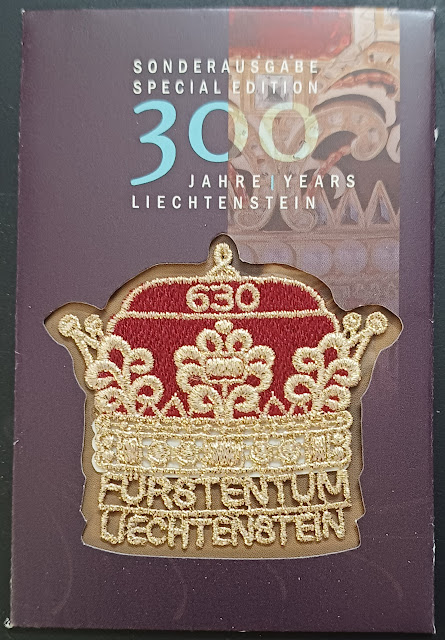 SONDERAUSGABE
SPECIAL EDITION
300
JAHRE | YEARS
LIECHTENSTEIN
630
FÜRSTENTUM
LIECHTENSTEIN